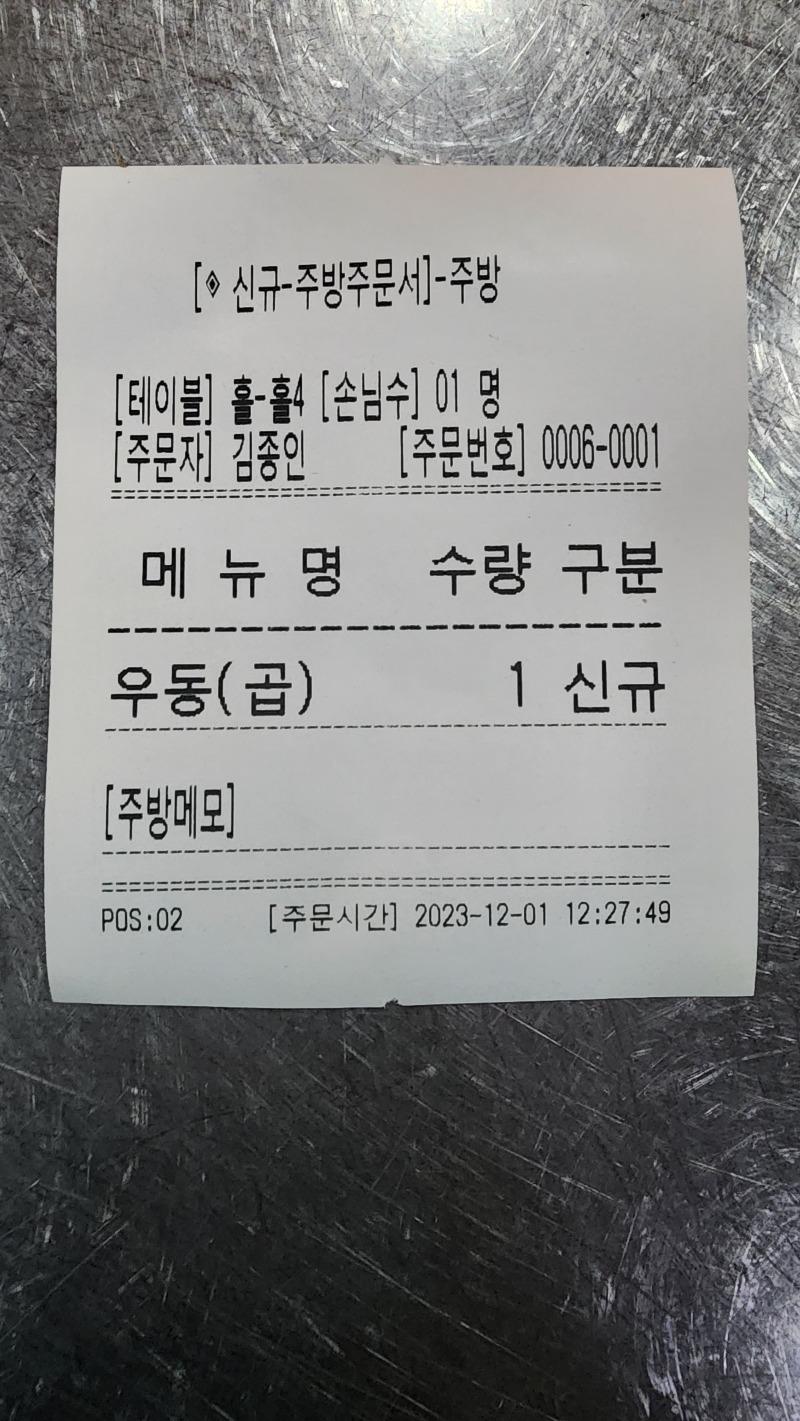 [◈ 신규-주방주문서]-주방
[테이블] 홀-홀4 [손님수] 01 명
[주문자] 김종인 [주문번호] 0006-0001
메 뉴 명 수량 구분
우동(곱) 1 신규
[주방메모]
POS:02 [주문시간] 2023-12-01 12:27:49